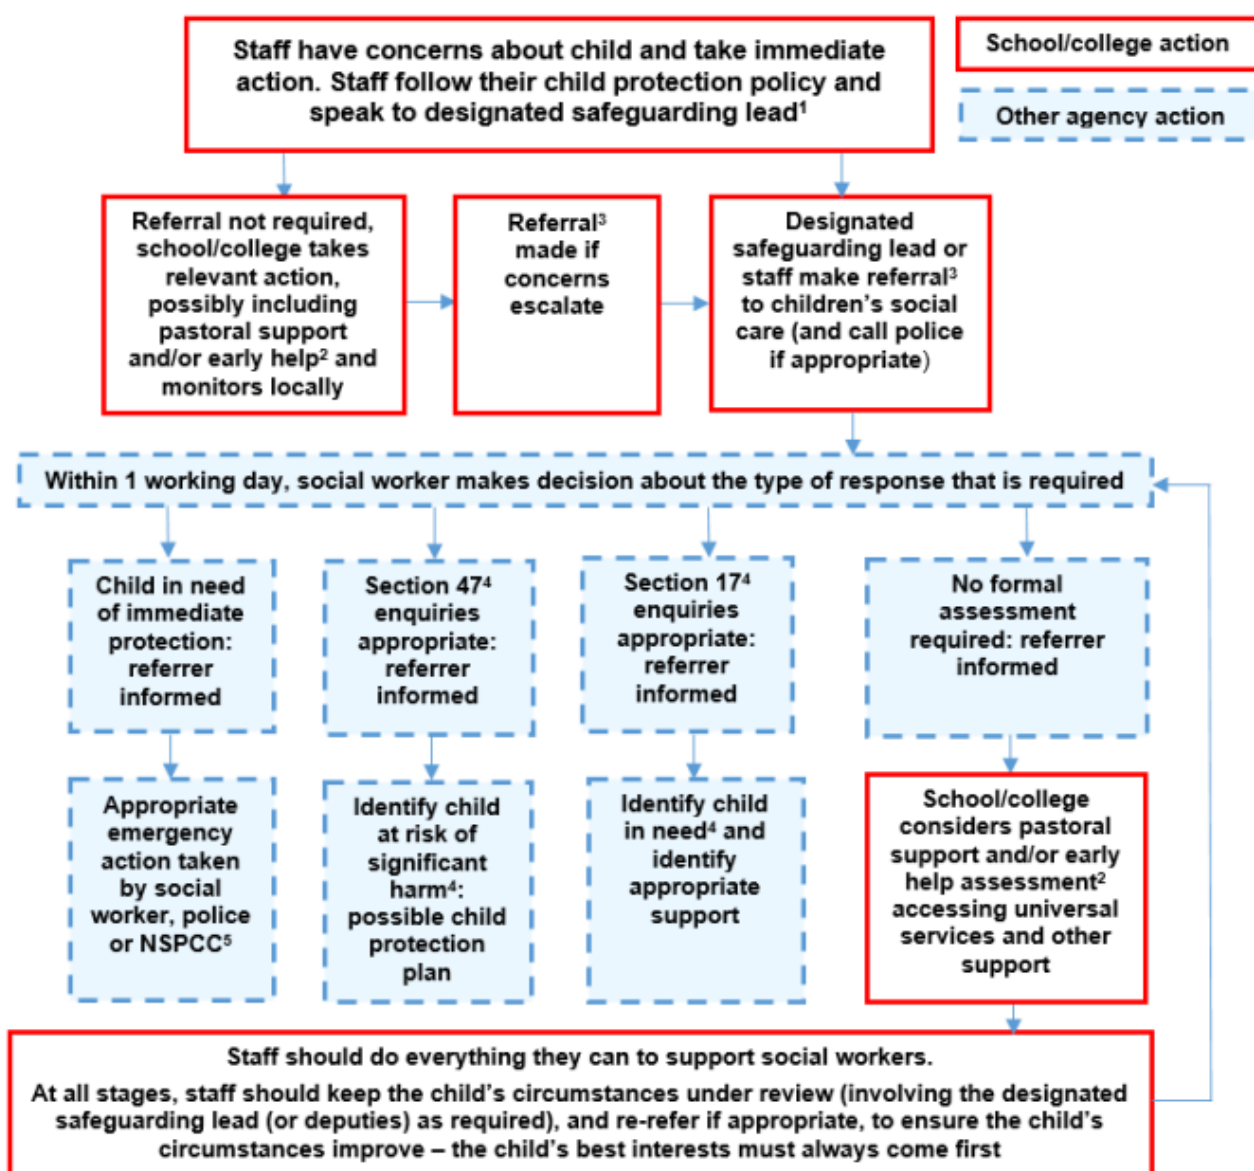 Staff have concerns about child and take immediate
action. Staff follow their child protection policy and
speak to designated safeguarding lead¹
School/college action
Other agency action
Referral not required,
school/college takes
relevant action,
possibly including
pastoral support
and/or early help² and
monitors locally
Referral³
made if
concerns
escalate
Designated
safeguarding lead or
staff make referral³
to children’s social
care (and call police
if appropriate)
Within 1 working day, social worker makes decision about the type of response that is required
Child in need
of immediate
protection:
referrer
informed
Section 47⁴
enquiries
appropriate:
referrer
informed
Section 17⁴
enquiries
appropriate:
referrer
informed
No formal
assessment
required: referrer
informed
Appropriate
emergency
action taken
by social
worker, police
or NSPCC⁵
Identify child
at risk of
significant
harm⁴:
possible child
protection
plan
Identify child
in need⁴ and
identify
appropriate
support
School/college
considers pastoral
support and/or early
help assessment²
accessing universal
services and other
support
Staff should do everything they can to support social workers.
At all stages, staff should keep the child’s circumstances under review (involving the designated
safeguarding lead (or deputies) as required), and re-refer if appropriate, to ensure the child’s
circumstances improve – the child’s best interests must always come first